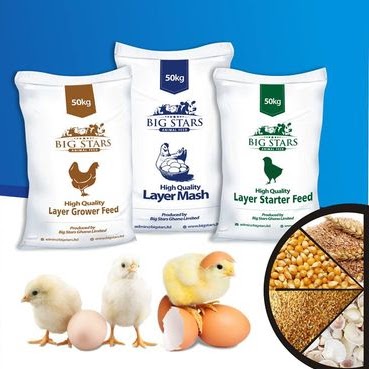 50kg
BIG STARS
ANIMAL FEED
High Quality
Layer Grower Feed
Produced by
Big Stars Ghana Limited
50kg
BIG STARS
ANIMAL FEED
High Quality
Layer Mash
Produced by
Big Stars Ghana Limited
50kg
BIG STARS
ANIMAL FEED
High Quality
Layer Starter Feed
Produced by
Big Stars Ghana Limited